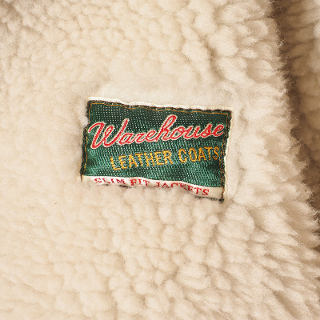 Warehouse
LEATHER COATS
SLIM FIT JACKETS